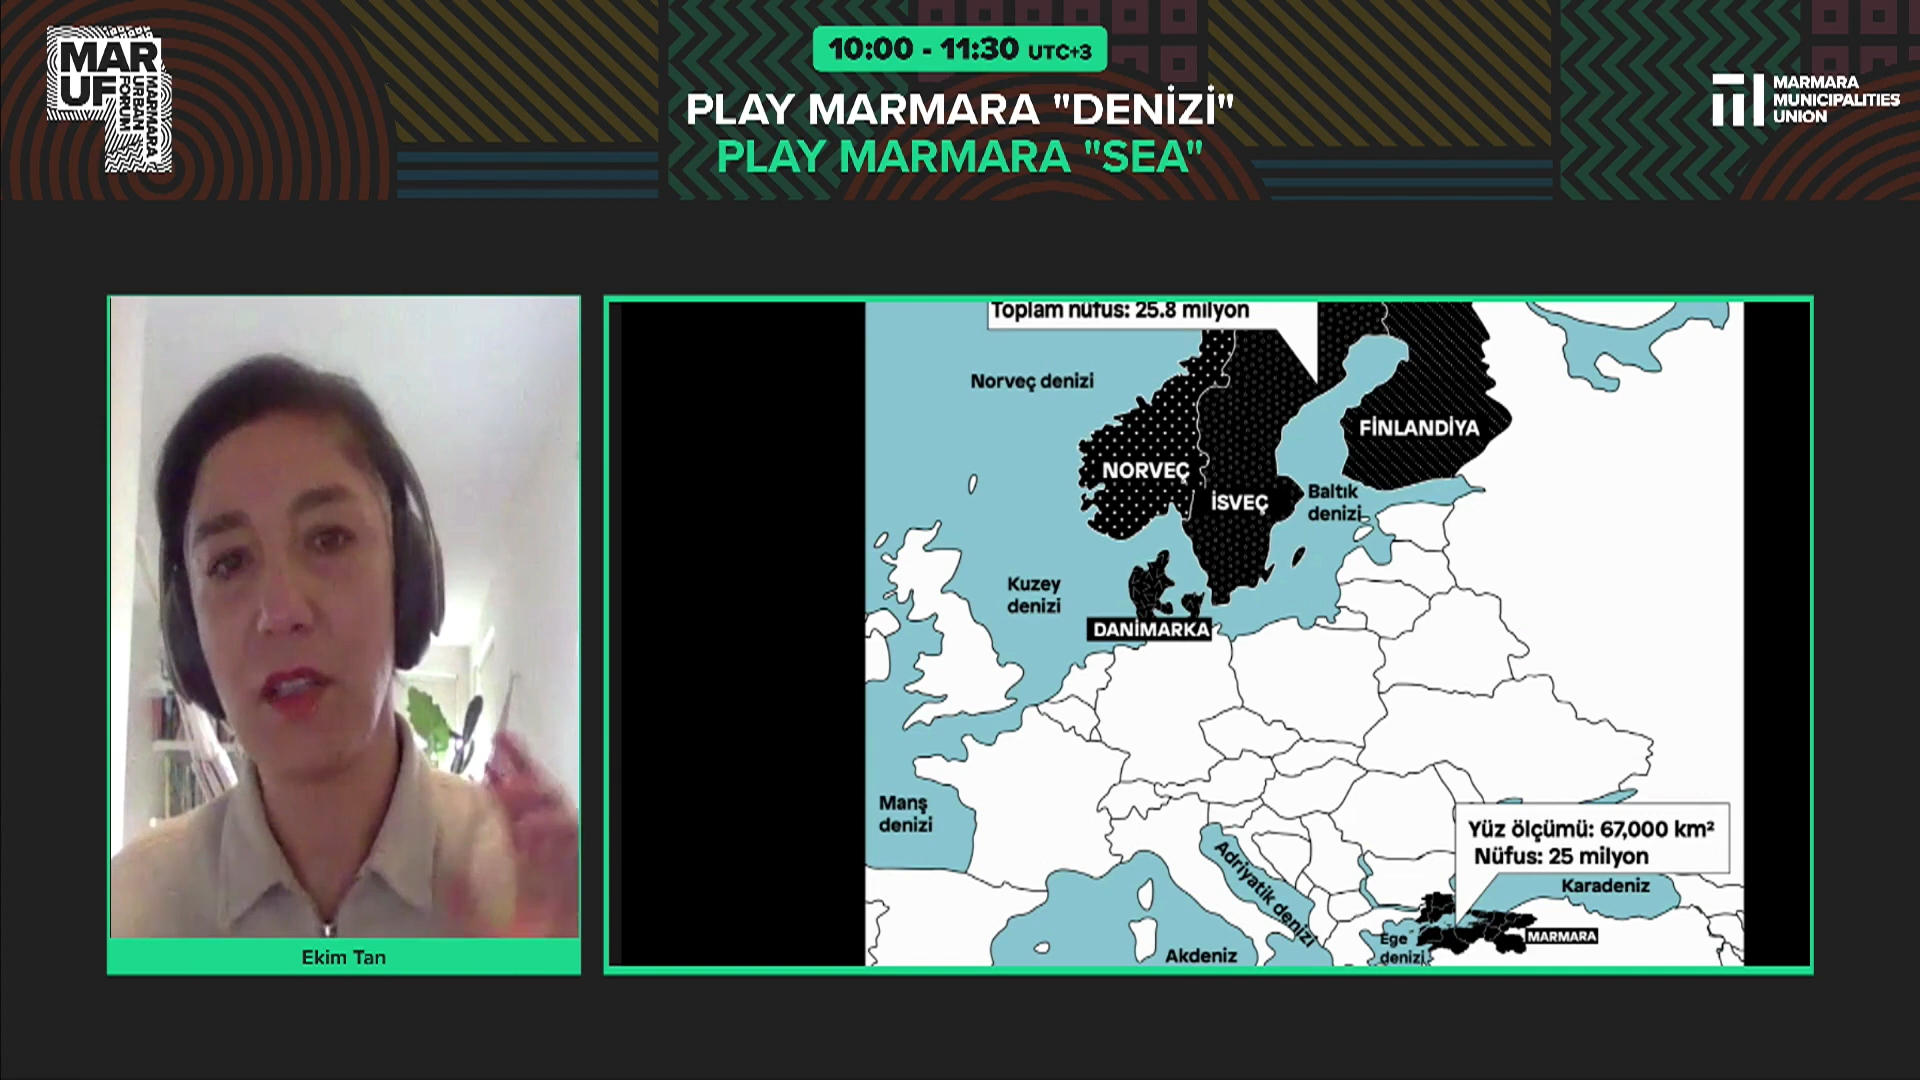 MAR
UF
MARMARA
URBAN
FORUM
10:00 - 11:30 UTC+3
PLAY MARMARA "DENİZİ"
PLAY MARMARA "SEA"
MARMARA
MUNICIPALITIES
UNION
Toplam nüfus: 25.8 milyon
Norveç denizi
FİNLANDİYA
NORVEÇ
İSVEÇ
Baltık
denizi
Kuzey
denizi
DANİMARKA
Manş
denizi
Yüz ölçümü: 67,000 km²
Nüfus: 25 milyon
Adriyatik denizi
Karadeniz
MARMARA
Ege
denizi
Akdeniz
Ekim Tan